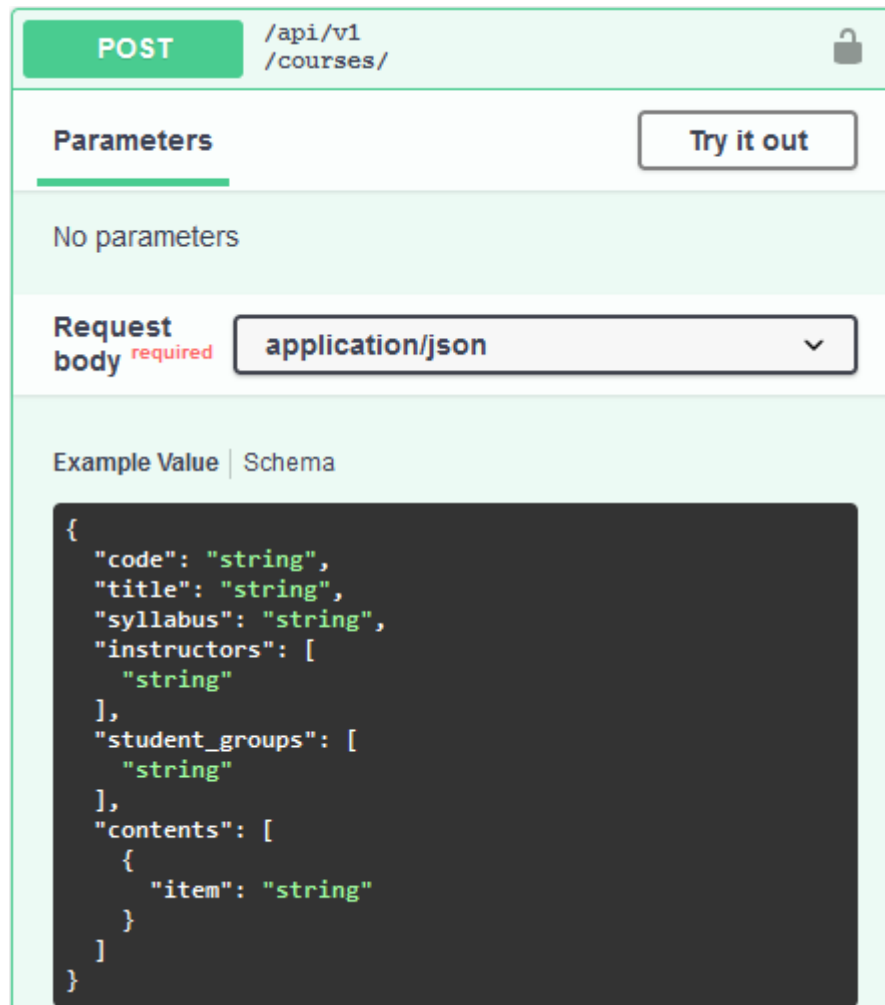 POST
/api/v1
/courses/
Parameters
Try it out
No parameters
Request
body required
application/json
Example Value | Schema
{
  "code": "string",
  "title": "string",
  "syllabus": "string",
  "instructors": [
    "string"
  ],
  "student_groups": [
    "string"
  ],
  "contents": [
    {
      "item": "string"
    }
  ]
}